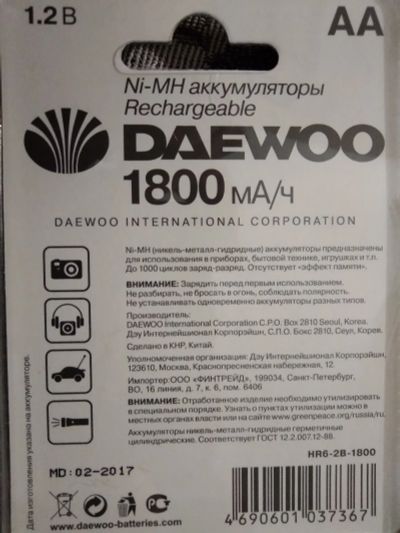 1.2 В
AA
Ni-MH аккумуляторы
Rechargeable
DAEWOO
1800 мА/ч
DAEWOO INTERNATIONAL CORPORATION
Ni-MH (никель-металл-гидридные) аккумуляторы предназначены
для использования в приборах, бытовой технике, игрушках и т.п.
До 1000 циклов заряд-разряд. Отсутствует «эффект памяти».
ВНИМАНИЕ: Зарядить перед первым использованием.
Не разбирать, не бросать в огонь, соблюдать полярность.
Не устанавливать одновременно аккумуляторы разных типов.
Производитель:
DAEWOO International Corporation C.P.O. Box 2810 Seoul, Korea.
Дэу Интернейшионал Корпорэйшн, С.П.О. Бокс 2810, Сеул, Корея.
Сделано в КНР, Китай.
Уполномоченная организация: Дэу Интернейшионал Корпорэйшн,
123610, Москва, Краснопресненская набережная, 12.
Импортер: ООО «ФИНТРЕЙД», 199034, Санкт-Петербург,
ВО, 16 линия, д. 7, к. 6, пом. 6406
ВНИМАНИЕ: Отработанное изделие необходимо утилизировать
в специальном порядке. Узнать о пунктах утилизации можно в
местных органах власти или на сайте www.greenpeace.org/russia/ru.
Аккумуляторы никель-металл-гидридные герметичные
цилиндрические. Соответствуют ГОСТ 12.2.007.12-88.
HR6-2B-1800
MD: 02-2017
Дата изготовления указана на аккумуляторе.
www.daewoo-batteries.com
4 690601 037367